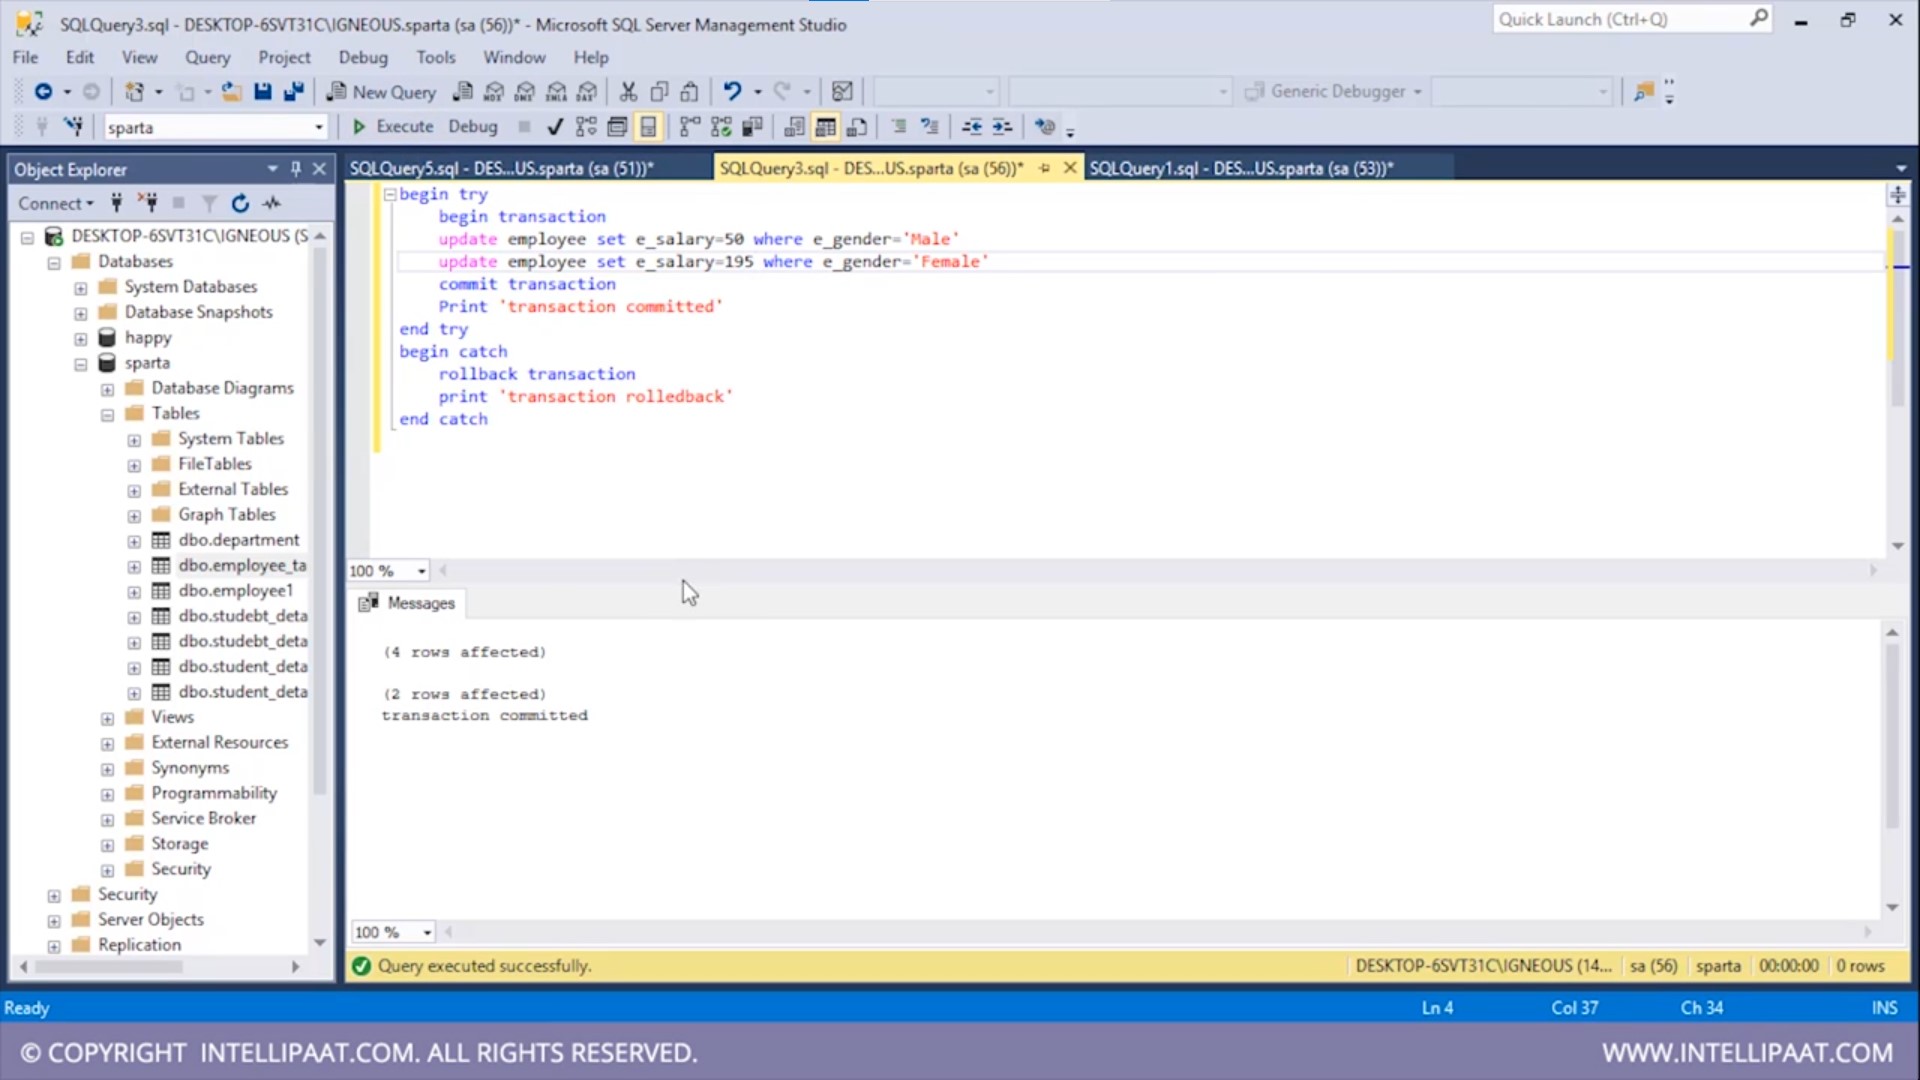 SQLQuery3.sql - DESKTOP-6SVT31C\IGNEOUS.sparta (sa (56))* - Microsoft SQL Server Management Studio
Quick Launch (Ctrl+Q)
File Edit View Query Project Debug Tools Window Help
New Query
MDX DMX XMLA DAX
Generic Debugger
sparta
Execute Debug
Object Explorer
SQLQuery5.sql - DES...US.sparta (sa (51))*
SQLQuery3.sql - DES...US.sparta (sa (56))*
SQLQuery1.sql - DES...US.sparta (sa (53))*
Connect
DESKTOP-6SVT31C\IGNEOUS (S
Databases
System Databases
Database Snapshots
happy
sparta
Database Diagrams
Tables
System Tables
FileTables
External Tables
Graph Tables
dbo.department
dbo.employee_ta
dbo.employee1
dbo.studebt_deta
dbo.studebt_deta
dbo.student_deta
dbo.student_deta
Views
External Resources
Synonyms
Programmability
Service Broker
Storage
Security
Security
Server Objects
Replication
begin try
begin transaction
update employee set e_salary=50 where e_gender='Male'
update employee set e_salary=195 where e_gender='Female'
commit transaction
Print 'transaction committed'
end try
begin catch
rollback transaction
print 'transaction rolledback'
end catch
100 %
Messages
(4 rows affected)
(2 rows affected)
transaction committed
100 %
Query executed successfully.
DESKTOP-6SVT31C\IGNEOUS (14... sa (56) sparta 00:00:00 0 rows
Ready
Ln 4 Col 37 Ch 34 INS
© COPYRIGHT INTELLIPAAT.COM. ALL RIGHTS RESERVED.
WWW.INTELLIPAAT.COM